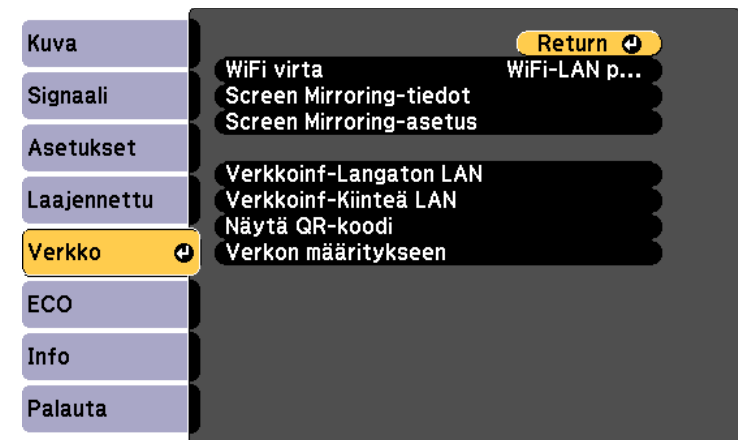 Kuva
Signaali
Asetukset
Laajennettu
Verkko
ECO
Info
Palauta
Return
WiFi virta WiFi-LAN p...
Screen Mirroring-tiedot
Screen Mirroring-asetus
Verkkoinf-Langaton LAN
Verkkoinf-Kiinteä LAN
Näytä QR-koodi
Verkon määritykseen